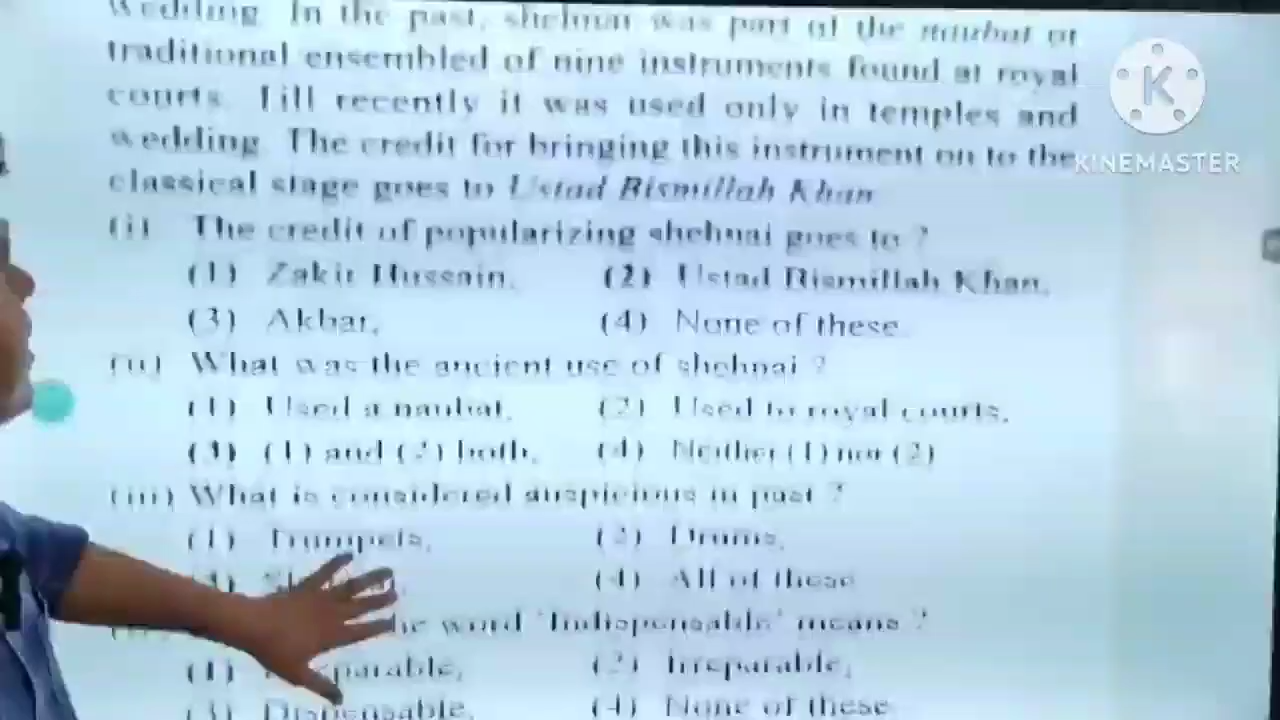 wedding. In the past, shehnai was part of the naubat or
traditional ensembled of nine instruments found at royal
courts. Till recently it was used only in temples and
wedding. The credit for bringing this instrument on to the
classical stage goes to Ustad Bismillah Khan
(i) The credit of popularizing shehnai goes to ?
(1) Zakir Hussain, (2) Ustad Bismillah Khan,
(3) Akbar, (4) None of these
(ii) What was the ancient use of shehnai ?
(1) Used a naubat, (2) Used to royal courts,
(3) (1) and (2) both, (4) Neither (1) nor (2)
(iii) What is considered auspicious in past ?
(1) Trumpets, (2) Drums,
(4) All of these
the word 'Indispensable' means ?
(1) parable, (2) Irreparable,
(3) Dispensable, (4) None of these
K
KINEMASTER